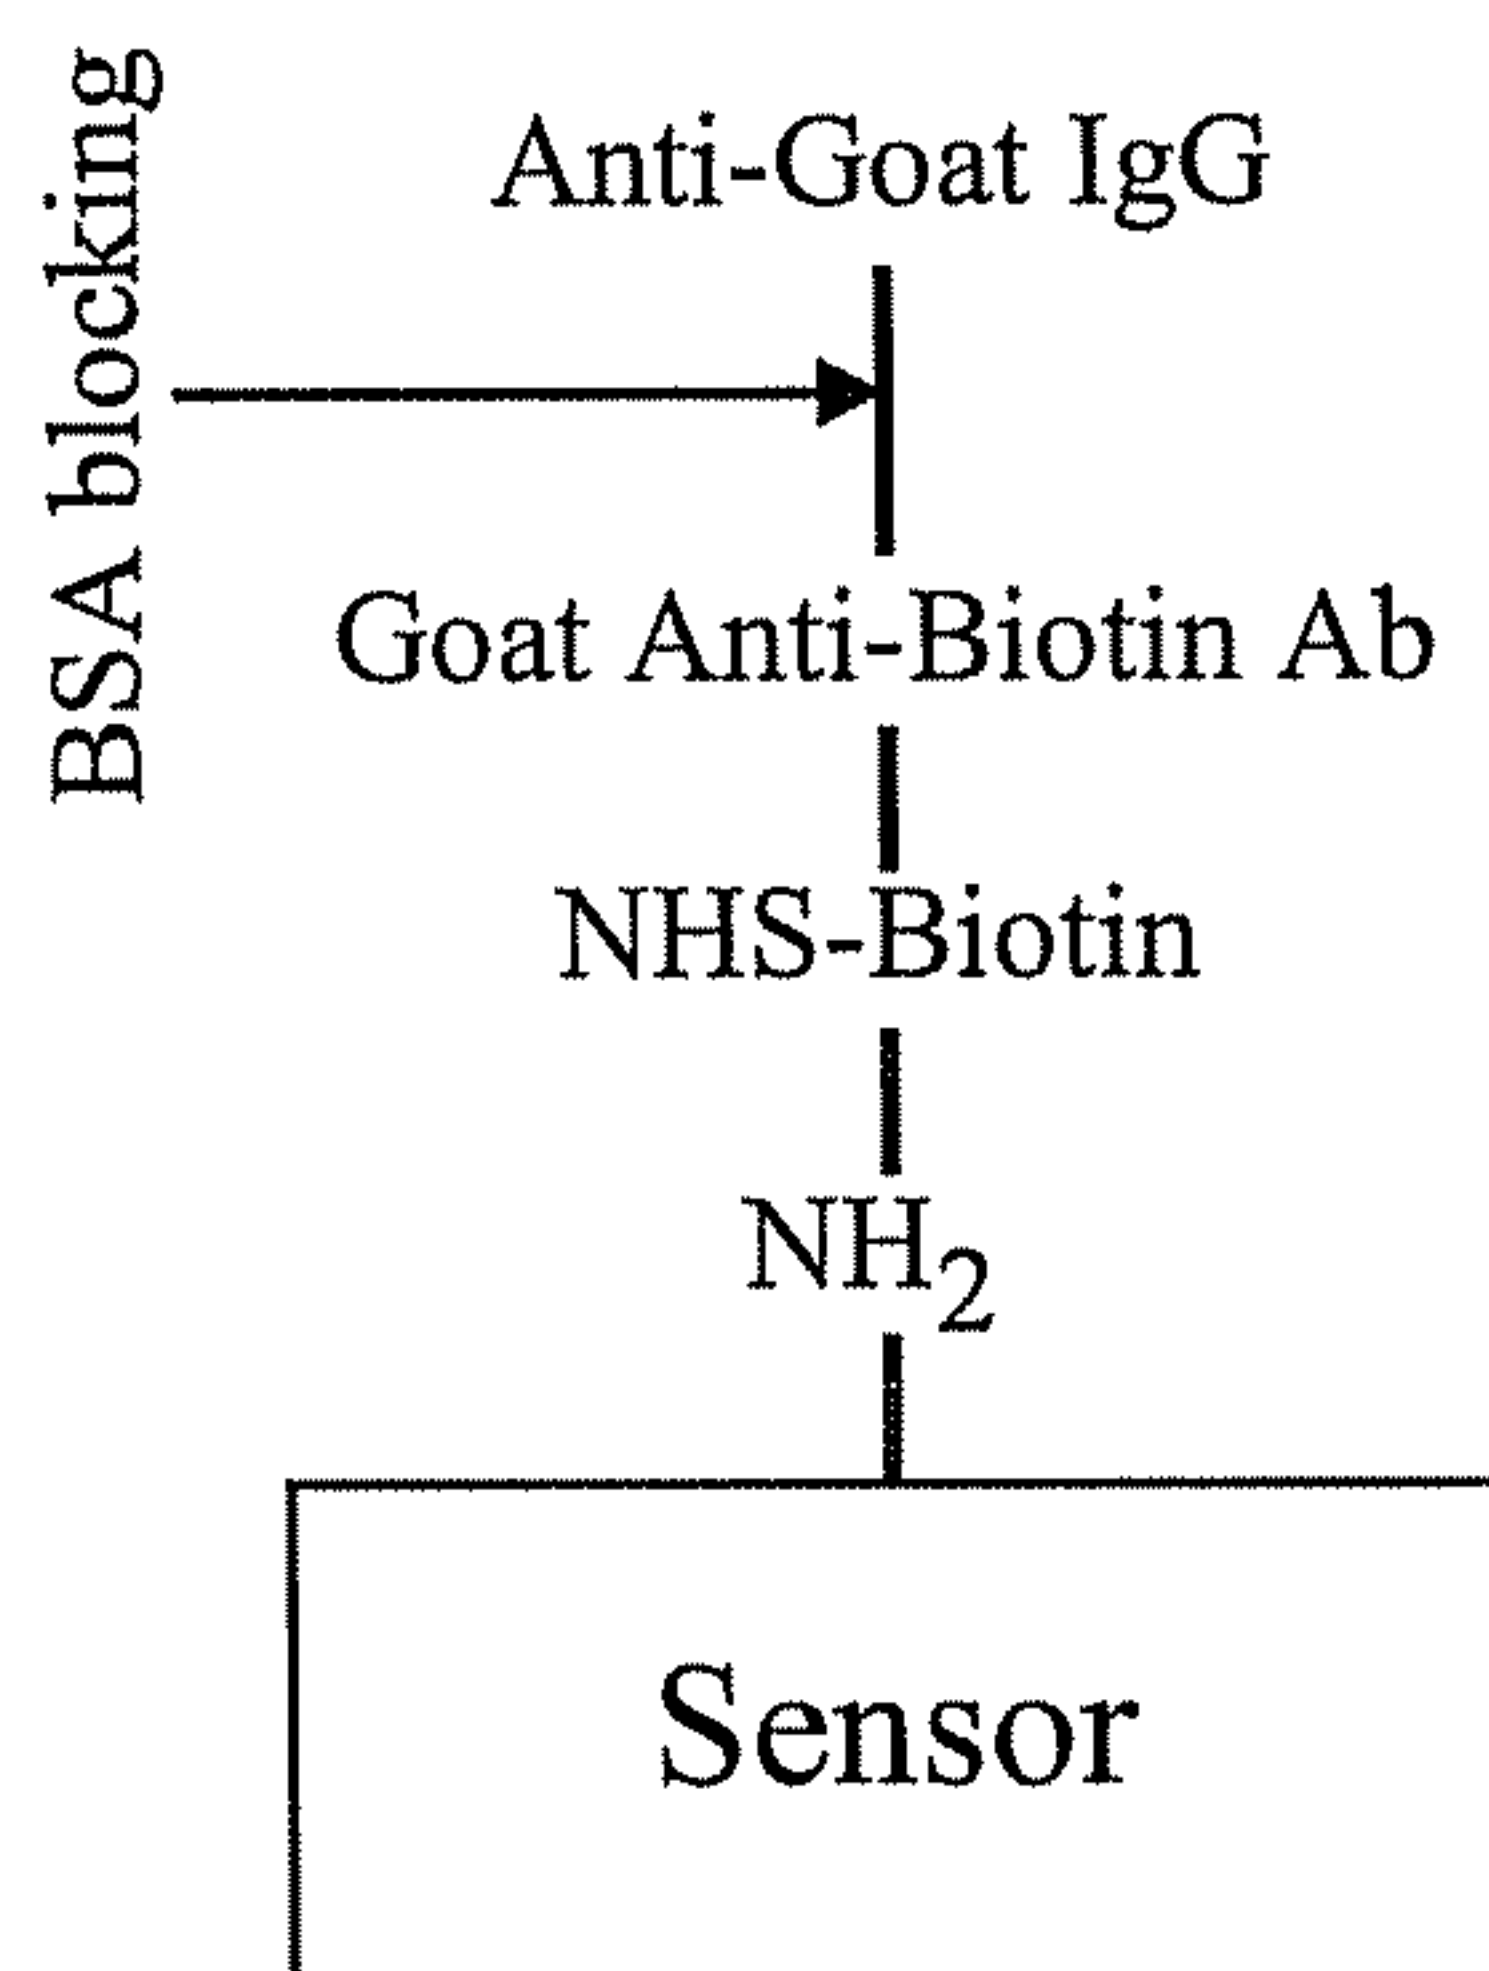 BSA blocking
Anti-Goat IgG
Goat Anti-Biotin Ab
NHS-Biotin
NH2
Sensor